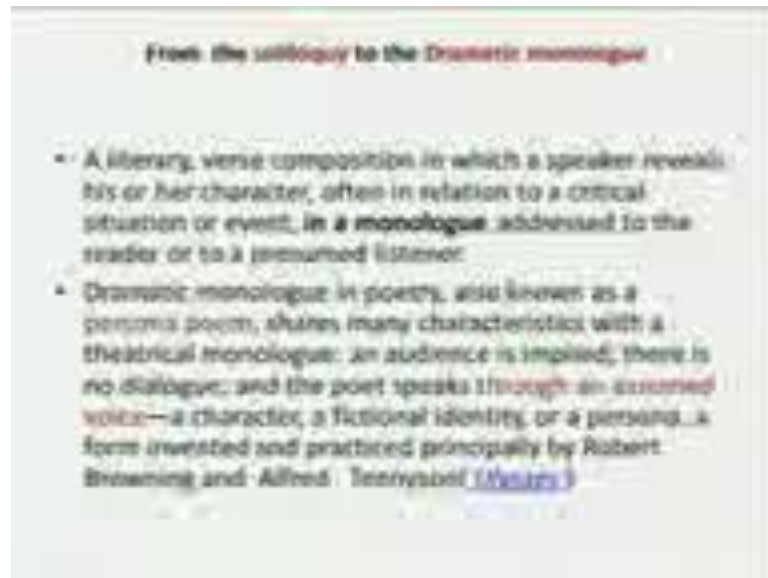 From the soliloquy to the Dramatic monologue
• A literary, verse composition in which a speaker reveals
his or her character, often in relation to a critical
situation or event, in a monologue addressed to the
reader or to a presumed listener.
• Dramatic monologue in poetry, also known as a
persona poem, shares many characteristics with a
theatrical monologue: an audience is implied; there is
no dialogue; and the poet speaks through an assumed
voice—a character, a fictional identity, or a persona..a
form invented and practiced principally by Robert
Browning and Alfred Tennyson(